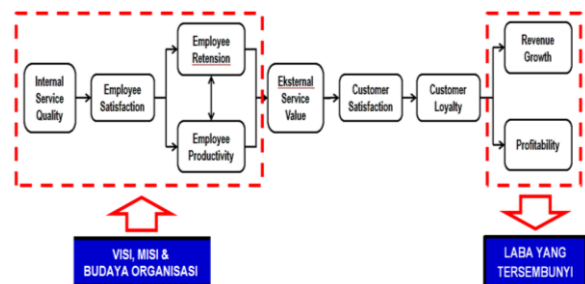 Internal
Service
Quality
Employee
Satisfaction
Employee
Retension
Employee
Productivity
Eksternal
Service
Value
Customer
Satisfaction
Customer
Loyalty
Revenue
Growth
Profitability
VISI, MISI &
BUDAYA ORGANISASI
LABA YANG
TERSEMBUNYI